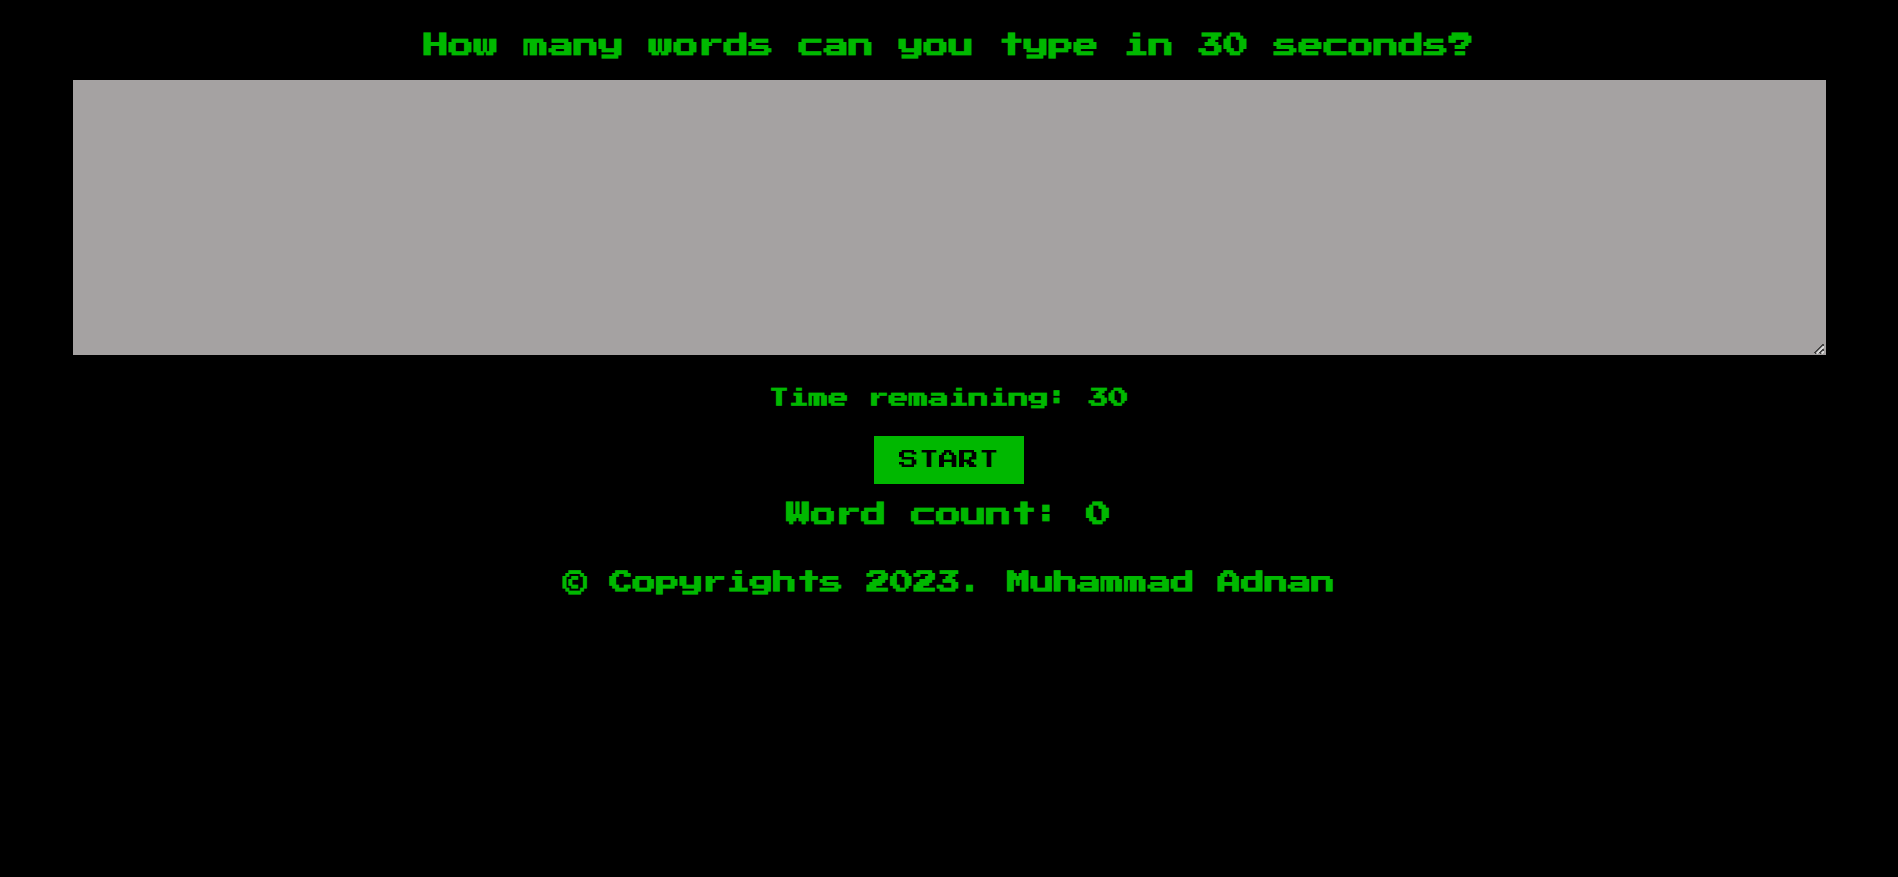 How many words can you type in 30 seconds?
Time remaining: 30
START
Word count: 0
© Copyrights 2023. Muhammad Adnan